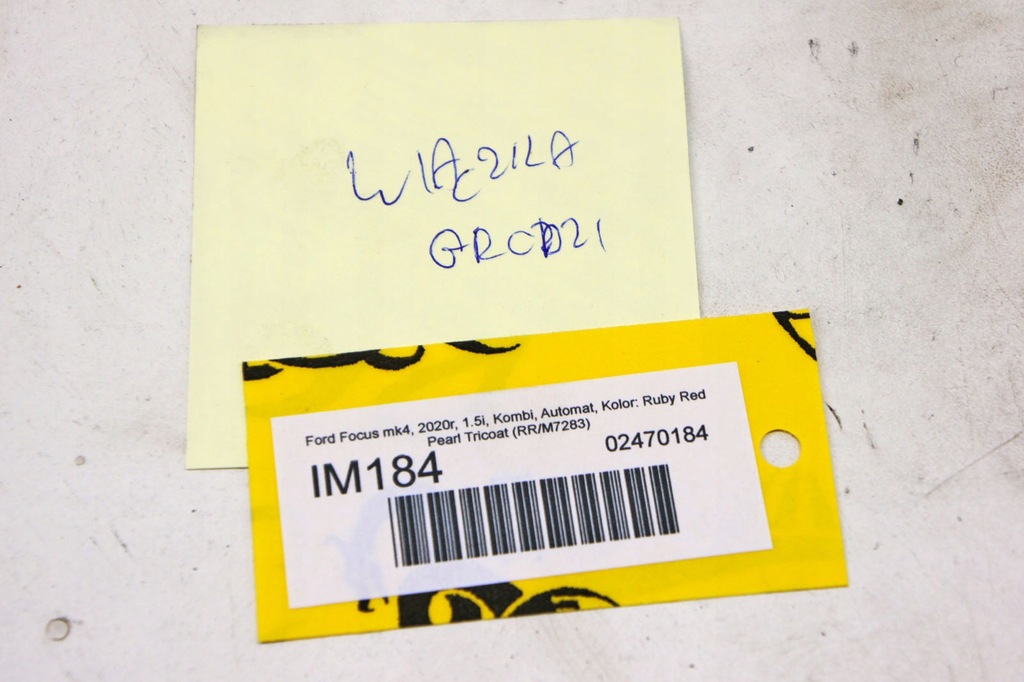 WIĄZKA
GRODZI
Ford Focus mk4, 2020r, 1.5i, Kombi, Automat, Kolor: Ruby Red
Pearl Tricoat (RR/M7283)
IM184 02470184